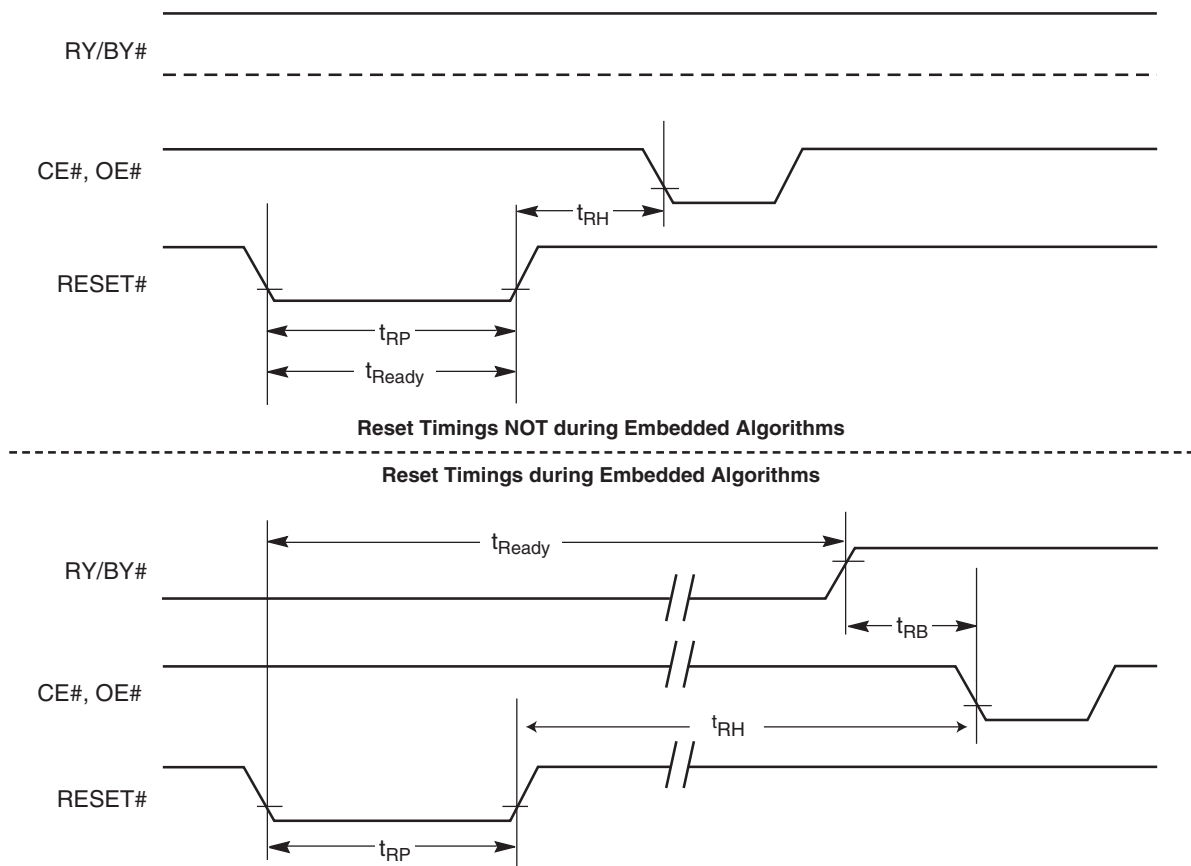 RY/BY#
CE#, OE#
tRH
RESET#
tRP
tReady
Reset Timings NOT during Embedded Algorithms
Reset Timings during Embedded Algorithms
tReady
RY/BY#
tRB
CE#, OE#
tRH
RESET#
tRP